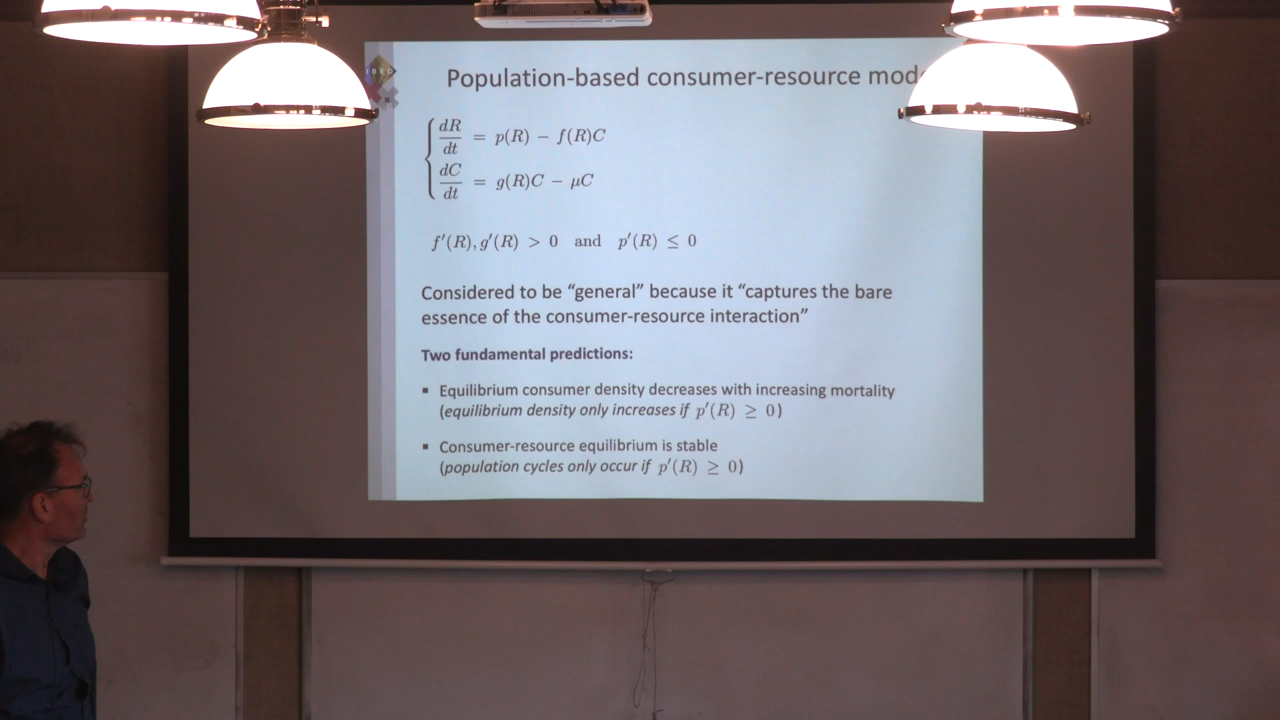 IBED
Population-based consumer-resource
dR/dt = p(R) − f(R)C
dC/dt = g(R)C − μC
f′(R), g′(R) > 0 and p′(R) ≤ 0
Considered to be “general” because it “captures the bare
essence of the consumer-resource interaction”
Two fundamental predictions:
▪ Equilibrium consumer density decreases with increasing mortality
(equilibrium density only increases if p′(R) ≥ 0)
▪ Consumer-resource equilibrium is stable
(population cycles only occur if p′(R) ≥ 0)